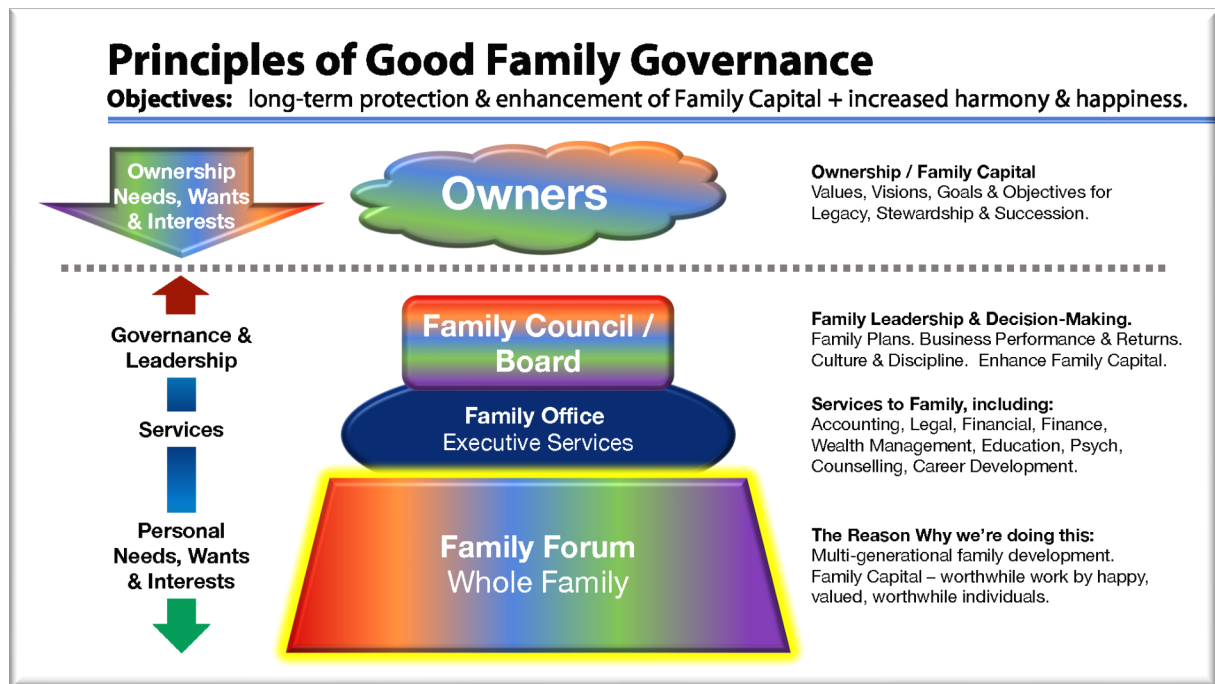 Principles of Good Family Governance
Objectives: long-term protection & enhancement of Family Capital + increased harmony & happiness.
Ownership
Needs, Wants
& Interests
Owners
Ownership / Family Capital
Values, Visions, Goals & Objectives for
Legacy, Stewardship & Succession.
Governance &
Leadership
Family Council /
Board
Family Leadership & Decision-Making.
Family Plans. Business Performance & Returns.
Culture & Discipline. Enhance Family Capital.
Services
Family Office
Executive Services
Services to Family, including:
Accounting, Legal, Financial, Finance,
Wealth Management, Education, Psych,
Counselling, Career Development.
Personal
Needs, Wants
& Interests
Family Forum
Whole Family
The Reason Why we're doing this:
Multi-generational family development.
Family Capital – worthwhile work by happy,
valued, worthwhile individuals.